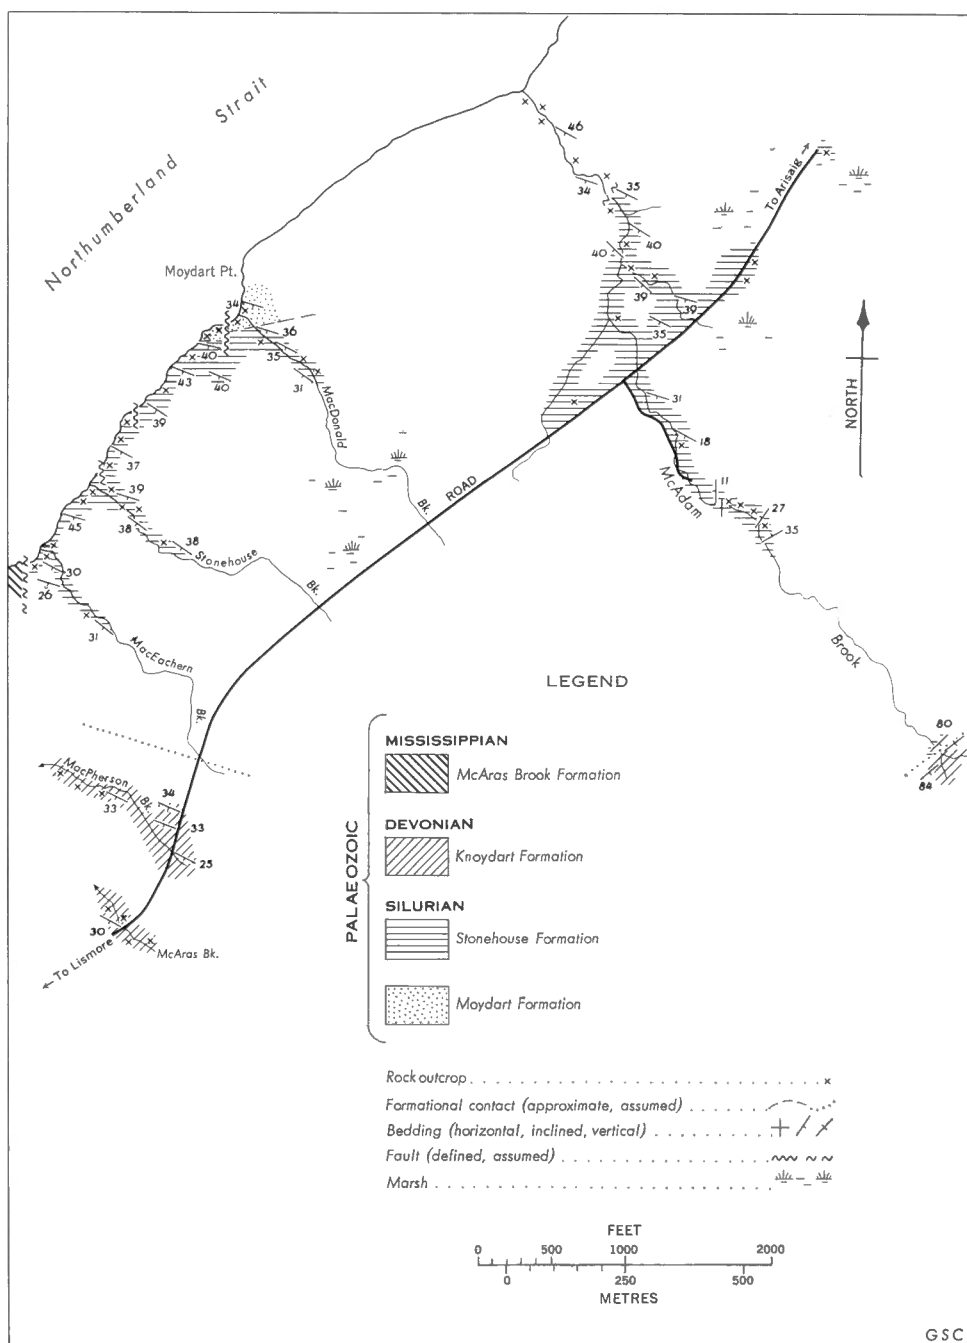 Northumberland Strait
Moydart Pt.
To Arisaig
NORTH
46
34
35
40
40
39
39
35
34
36
35
31
40
43
40
39
37
39
38
38
45
30
26
31
31
18
11
27
35
80
84
34
33
33
25
30
MacDonald Bk.
Stonehouse Bk.
MacEachern Bk.
MacPherson Bk.
McAras Bk.
McAdam Brook
ROAD
To Lismore
LEGEND
PALAEOZOIC
MISSISSIPPIAN
McAras Brook Formation
DEVONIAN
Knoydart Formation
SILURIAN
Stonehouse Formation
Moydart Formation
Rock outcrop
Formational contact (approximate, assumed)
Bedding (horizontal, inclined, vertical)
Fault (defined, assumed)
Marsh
FEET
0 500 1000 2000
0 250 500
METRES
GSC